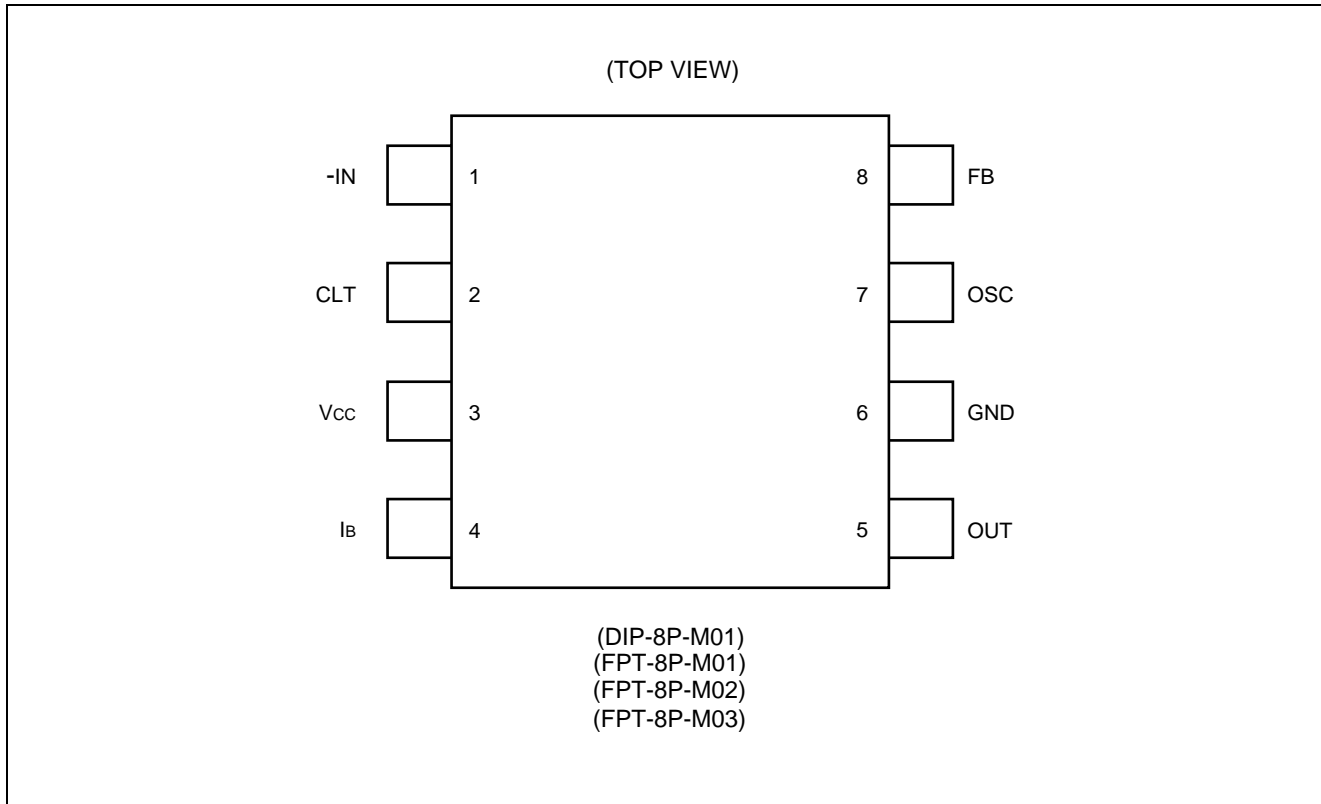 (TOP VIEW)
-IN 1 8 FB
CLT 2 7 OSC
VCC 3 6 GND
IB 4 5 OUT
(DIP-8P-M01)
(FPT-8P-M01)
(FPT-8P-M02)
(FPT-8P-M03)